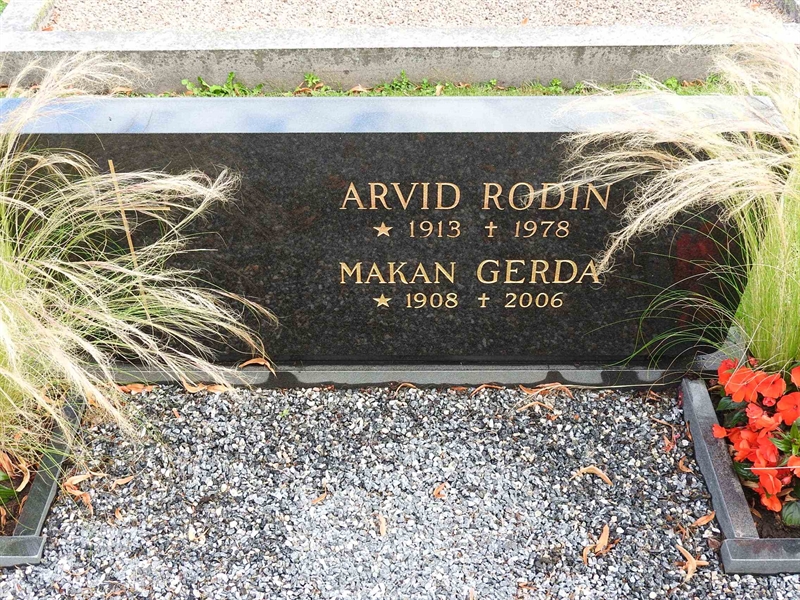 ARVID RODIN
★ 1913 ✝ 1978
MAKAN GERDA
★ 1908 ✝ 2006